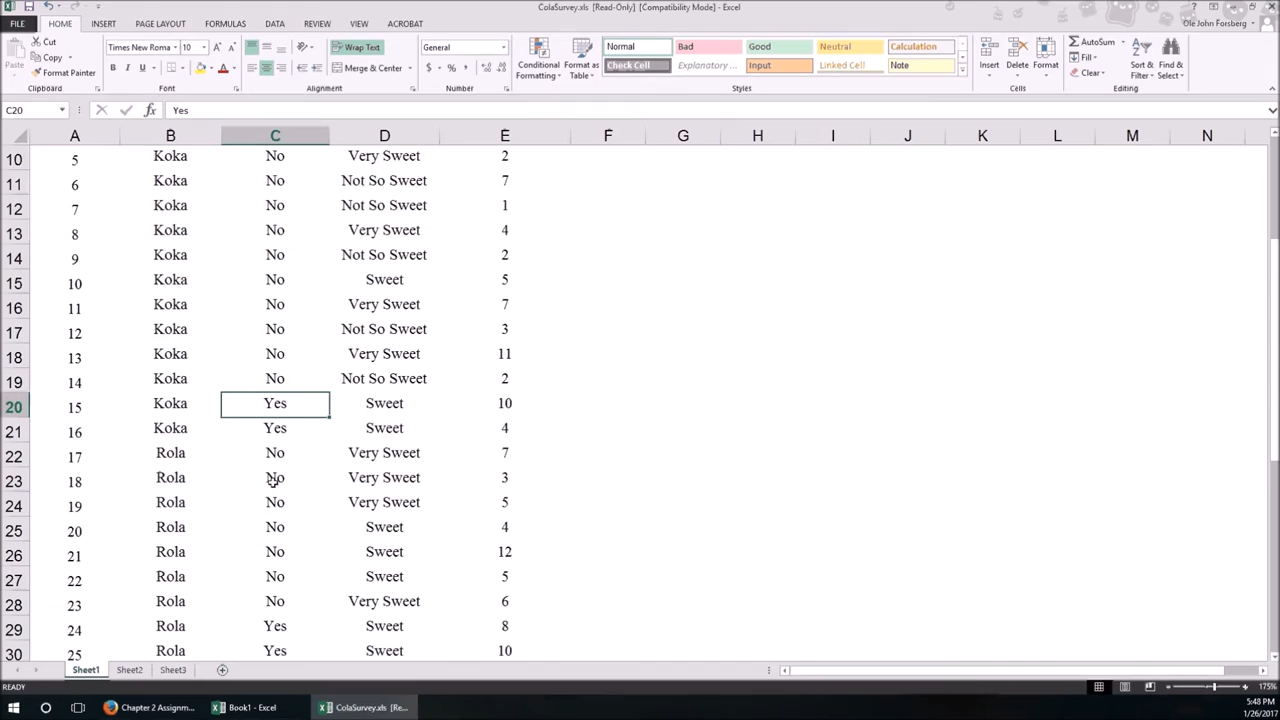 ColaSurvey.xls [Read-Only] [Compatibility Mode] - Excel
FILE HOME INSERT PAGE LAYOUT FORMULAS DATA REVIEW VIEW ACROBAT Ole John Forsberg
Cut
Copy
Format Painter
Paste
Clipboard
Times New Roma 10
B I U
Font
Wrap Text
Merge & Center
Alignment
General
$ % ,
Number
Conditional Formatting
Format as Table
Normal Bad Good Neutral Calculation
Check Cell Explanatory ... Input Linked Cell Note
Styles
Insert Delete Format
Cells
AutoSum
Fill
Clear
Sort & Filter
Find & Select
Editing
C20 fx Yes
A B C D E F G H I J K L M N
10 5 Koka No Very Sweet 2
11 6 Koka No Not So Sweet 7
12 7 Koka No Not So Sweet 1
13 8 Koka No Very Sweet 4
14 9 Koka No Not So Sweet 2
15 10 Koka No Sweet 5
16 11 Koka No Very Sweet 7
17 12 Koka No Not So Sweet 3
18 13 Koka No Very Sweet 11
19 14 Koka No Not So Sweet 2
20 15 Koka Yes Sweet 10
21 16 Koka Yes Sweet 4
22 17 Rola No Very Sweet 7
23 18 Rola No Very Sweet 3
24 19 Rola No Very Sweet 5
25 20 Rola No Sweet 4
26 21 Rola No Sweet 12
27 22 Rola No Sweet 5
28 23 Rola No Very Sweet 6
29 24 Rola Yes Sweet 8
30 25 Rola Yes Sweet 10
Sheet1 Sheet2 Sheet3
READY 175%
Chapter 2 Assignm... Book1 - Excel ColaSurvey.xls [Re... 5:48 PM
1/26/2017